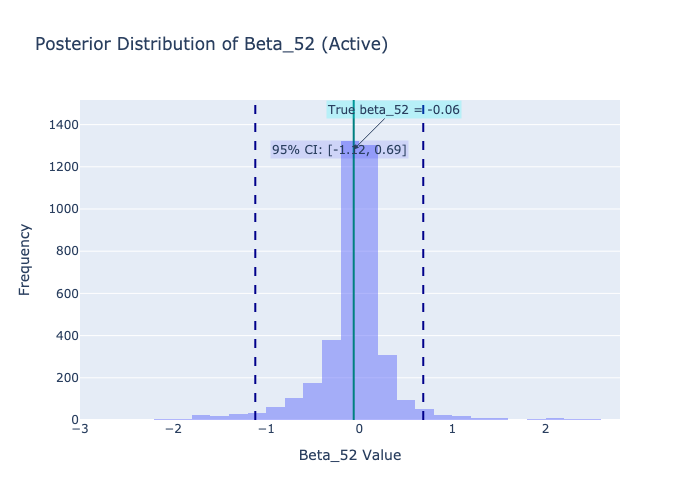 Posterior Distribution of Beta_52 (Active)
True beta_52 = -0.06
95% CI: [-1.12, 0.69]
1400
1200
1000
800
600
400
200
0
Frequency
−3
−2
−1
0
1
2
Beta_52 Value